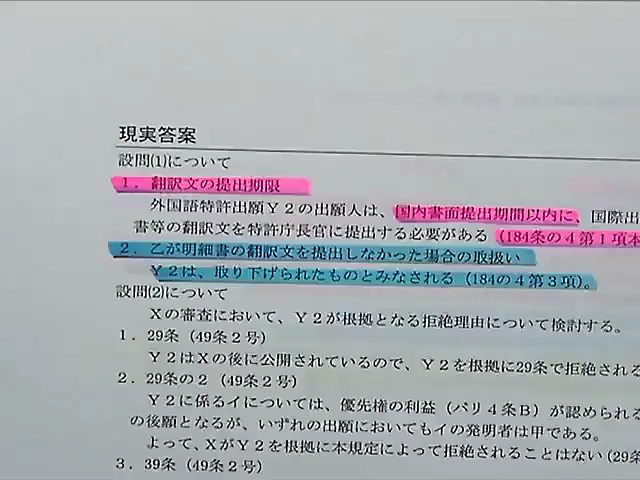 現実答案
設問(1)について
1．翻訳文の提出期限
外国語特許出願Y2の出願人は、国内書面提出期間以内に、国際出
書等の翻訳文を特許庁長官に提出する必要がある（184条の4第1項本
2．乙が明細書の翻訳文を提出しなかった場合の取扱い
Y2は、取り下げられたものとみなされる（184の4第3項）。
設問(2)について
Xの審査において、Y2が根拠となる拒絶理由について検討する。
1．29条（49条2号）
Y2はXの後に公開されているので、Y2を根拠に29条で拒絶される
2．29条の2（49条2号）
Y2に係るイについては、優先権の利益（パリ4条B）が認められる
の後願となるが、いずれの出願においてもイの発明者は甲である。
よって、XがY2を根拠に本規定によって拒絶されることはない（29条
3．39条（49条2号）